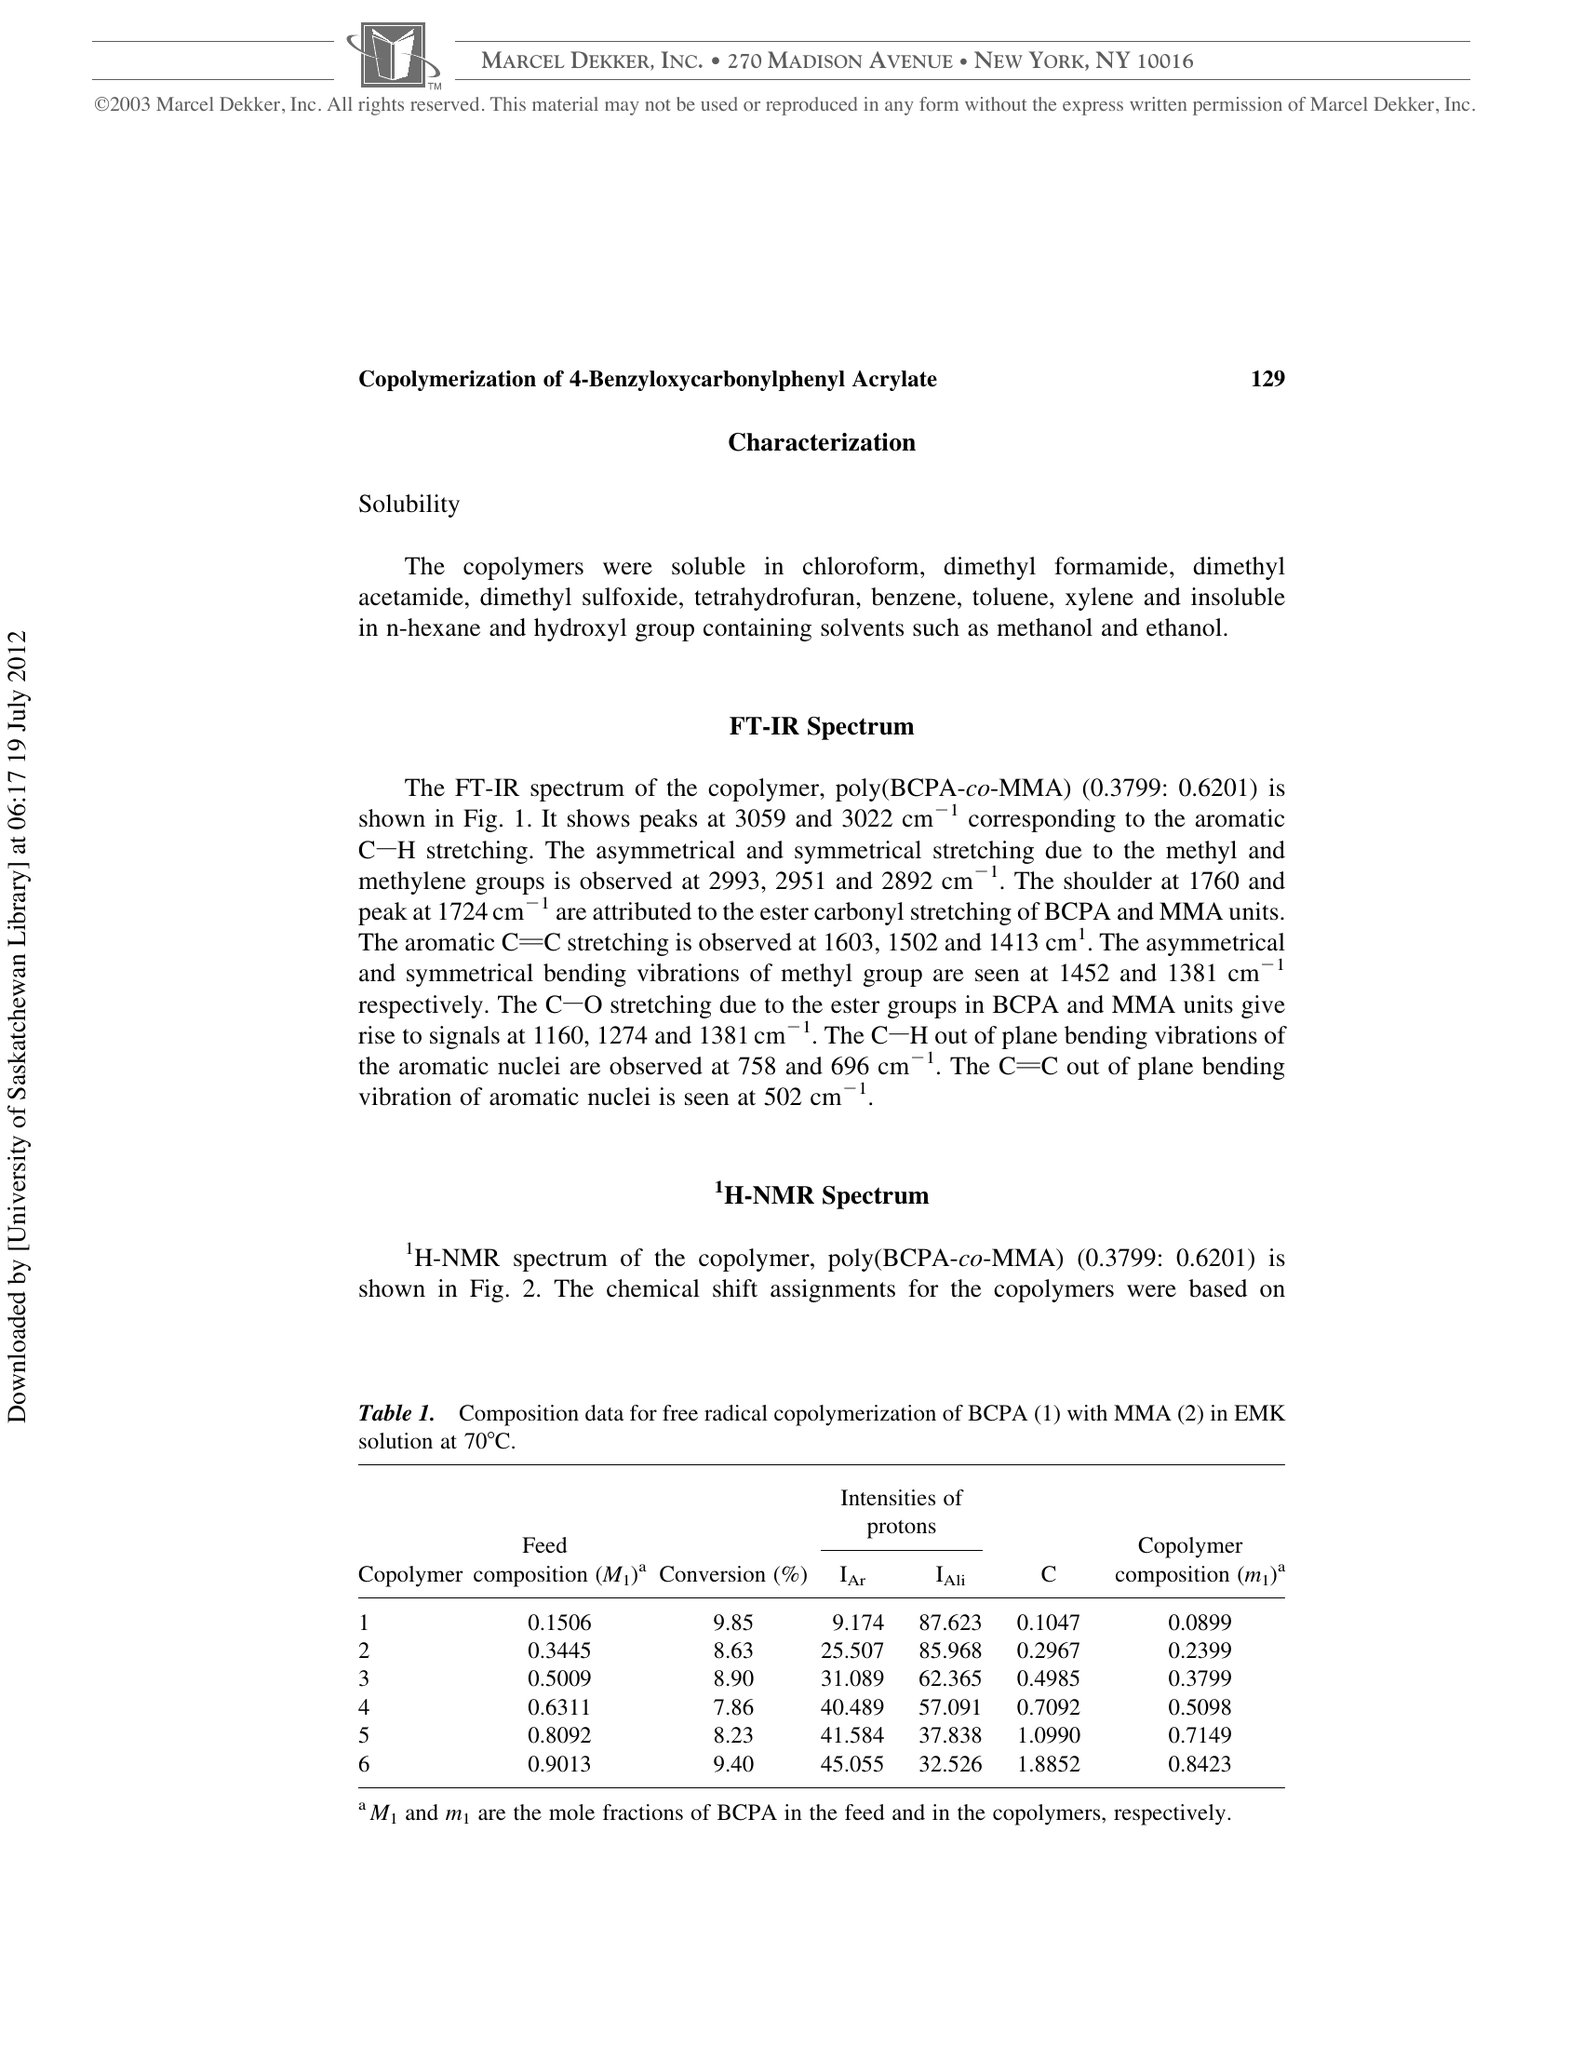 MARCEL DEKKER, INC. • 270 MADISON AVENUE • NEW YORK, NY 10016
TM
©2003 Marcel Dekker, Inc. All rights reserved. This material may not be used or reproduced in any form without the express written permission of Marcel Dekker, Inc.
Copolymerization of 4-Benzyloxycarbonylphenyl Acrylate 129
Characterization
Solubility
The copolymers were soluble in chloroform, dimethyl formamide, dimethyl
acetamide, dimethyl sulfoxide, tetrahydrofuran, benzene, toluene, xylene and insoluble
in n-hexane and hydroxyl group containing solvents such as methanol and ethanol.
FT-IR Spectrum
The FT-IR spectrum of the copolymer, poly(BCPA-co-MMA) (0.3799: 0.6201) is
shown in Fig. 1. It shows peaks at 3059 and 3022 cm⁻¹ corresponding to the aromatic
C—H stretching. The asymmetrical and symmetrical stretching due to the methyl and
methylene groups is observed at 2993, 2951 and 2892 cm⁻¹. The shoulder at 1760 and
peak at 1724 cm⁻¹ are attributed to the ester carbonyl stretching of BCPA and MMA units.
The aromatic C=C stretching is observed at 1603, 1502 and 1413 cm¹. The asymmetrical
and symmetrical bending vibrations of methyl group are seen at 1452 and 1381 cm⁻¹
respectively. The C—O stretching due to the ester groups in BCPA and MMA units give
rise to signals at 1160, 1274 and 1381 cm⁻¹. The C—H out of plane bending vibrations of
the aromatic nuclei are observed at 758 and 696 cm⁻¹. The C=C out of plane bending
vibration of aromatic nuclei is seen at 502 cm⁻¹.
¹H-NMR Spectrum
¹H-NMR spectrum of the copolymer, poly(BCPA-co-MMA) (0.3799: 0.6201) is
shown in Fig. 2. The chemical shift assignments for the copolymers were based on
Table 1. Composition data for free radical copolymerization of BCPA (1) with MMA (2) in EMK
solution at 70°C.
Intensities of
protons
Feed Copolymer
Copolymer composition (M₁)ᵃ Conversion (%) I_Ar I_Ali C composition (m₁)ᵃ
1 0.1506 9.85 9.174 87.623 0.1047 0.0899
2 0.3445 8.63 25.507 85.968 0.2967 0.2399
3 0.5009 8.90 31.089 62.365 0.4985 0.3799
4 0.6311 7.86 40.489 57.091 0.7092 0.5098
5 0.8092 8.23 41.584 37.838 1.0990 0.7149
6 0.9013 9.40 45.055 32.526 1.8852 0.8423
ᵃ M₁ and m₁ are the mole fractions of BCPA in the feed and in the copolymers, respectively.
Downloaded by [University of Saskatchewan Library] at 06:17 19 July 2012